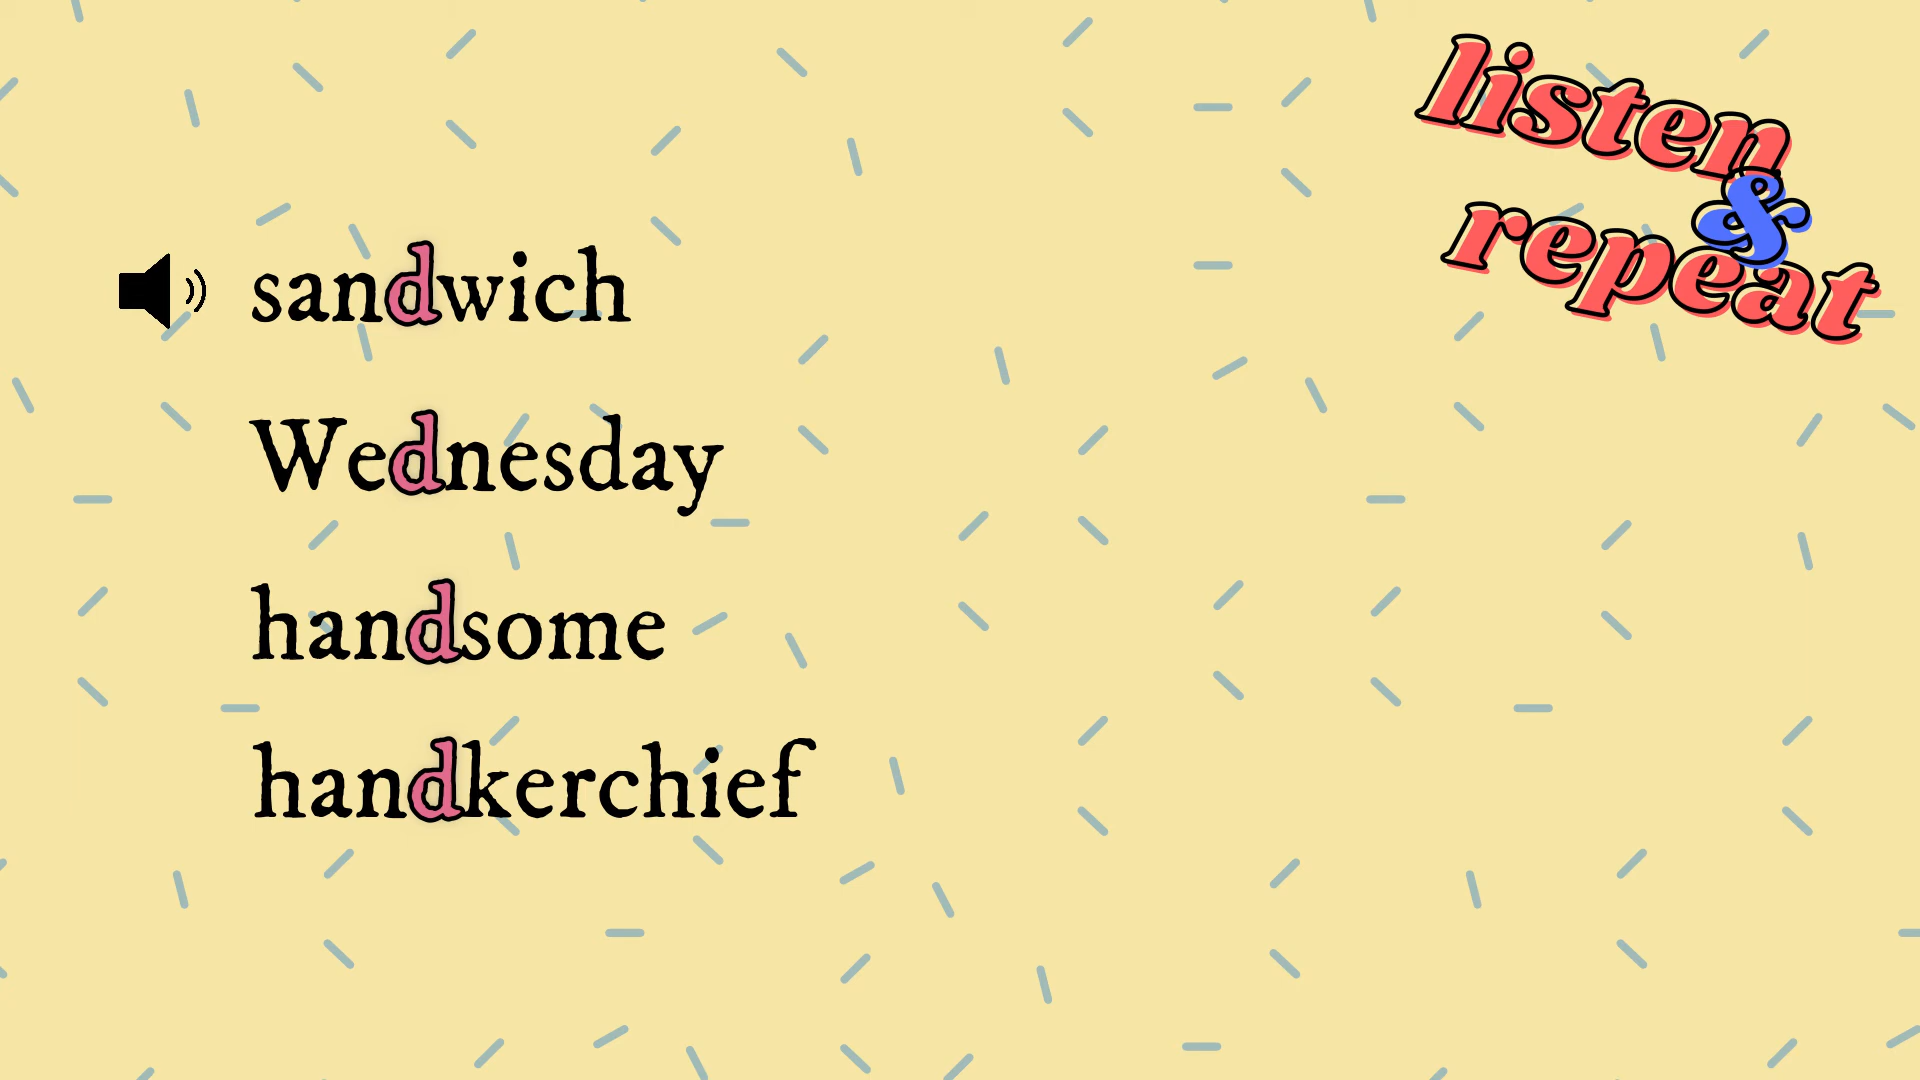 listen
&
repeat
sandwich
Wednesday
handsome
handkerchief